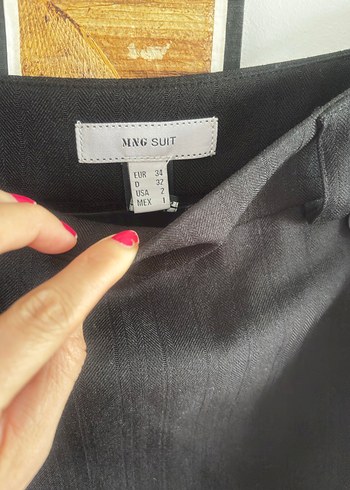 MNG SUIT
EUR 34
D 32
USA 2
MEX 1